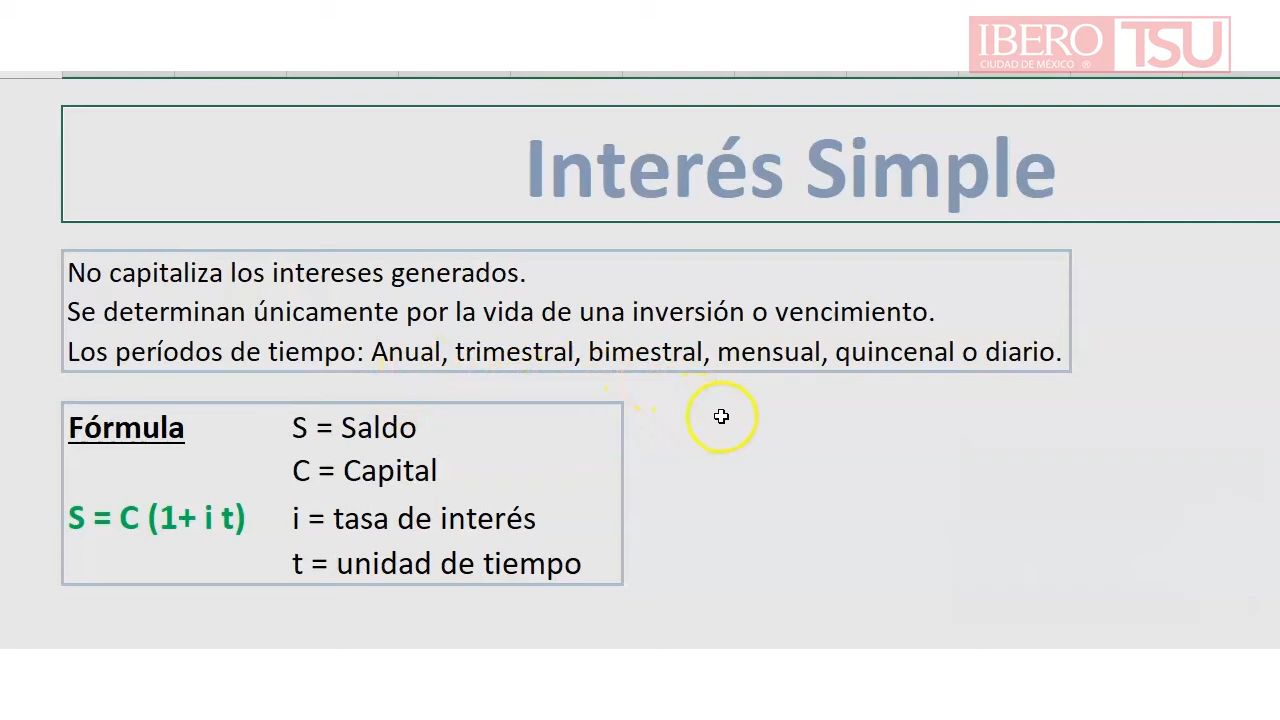 IBERO TSU
CIUDAD DE MÉXICO ®
Interés Simple
No capitaliza los intereses generados.
Se determinan únicamente por la vida de una inversión o vencimiento.
Los períodos de tiempo: Anual, trimestral, bimestral, mensual, quincenal o diario.
Fórmula S = Saldo
C = Capital
S = C (1+ i t) i = tasa de interés
t = unidad de tiempo